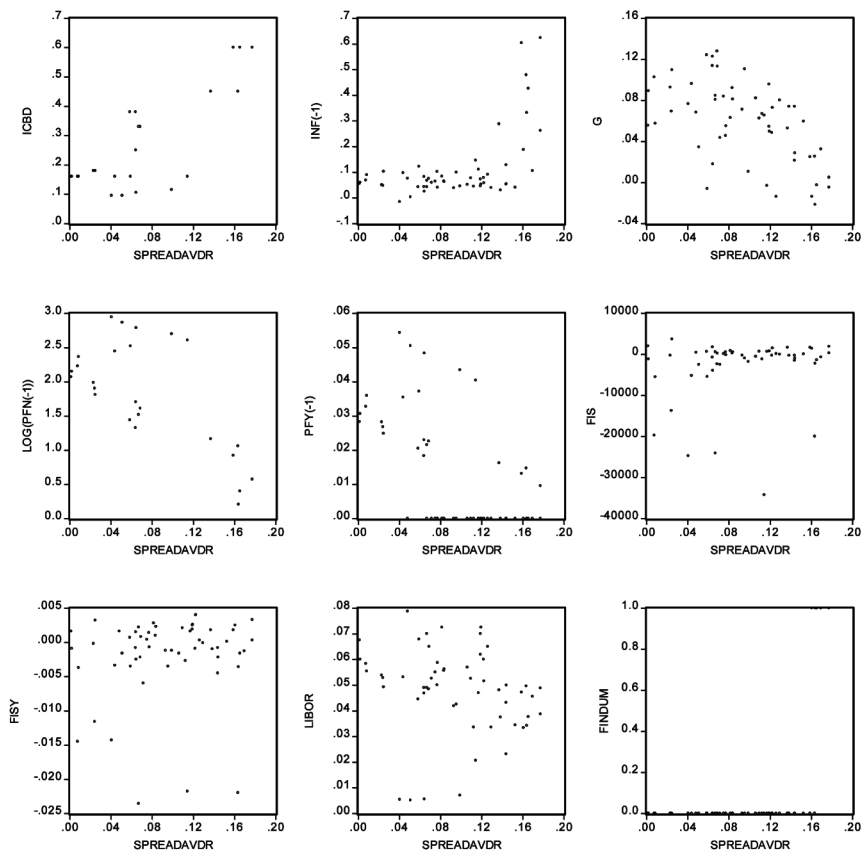 .7 .7 .16
.6 .6 .12
.5 .5 .08
.4 .4 .04
.3 .3 .00
.2 .2 -.04
.1 .1
.0 .0
-.1
ICBD INF(-1) G
.00 .04 .08 .12 .16 .20 .00 .04 .08 .12 .16 .20 .00 .04 .08 .12 .16 .20
SPREADAVDR SPREADAVDR SPREADAVDR
3.0 .06 10000
2.5 .05 0
2.0 .04 -10000
1.5 .03 -20000
1.0 .02 -30000
0.5 .01 -40000
0.0 .00
LOG(PFN(-1)) PFY(-1) FIS
.00 .04 .08 .12 .16 .20 .00 .04 .08 .12 .16 .20 .00 .04 .08 .12 .16 .20
SPREADAVDR SPREADAVDR SPREADAVDR
.005 .08 1.0
.000 .07 0.8
-.005 .06 0.6
-.010 .05 0.4
-.015 .04 0.2
-.020 .03 0.0
-.025 .02
.01
.00
FISY LIBOR FINDUM
.00 .04 .08 .12 .16 .20 .00 .04 .08 .12 .16 .20 .00 .04 .08 .12 .16 .20
SPREADAVDR SPREADAVDR SPREADAVDR